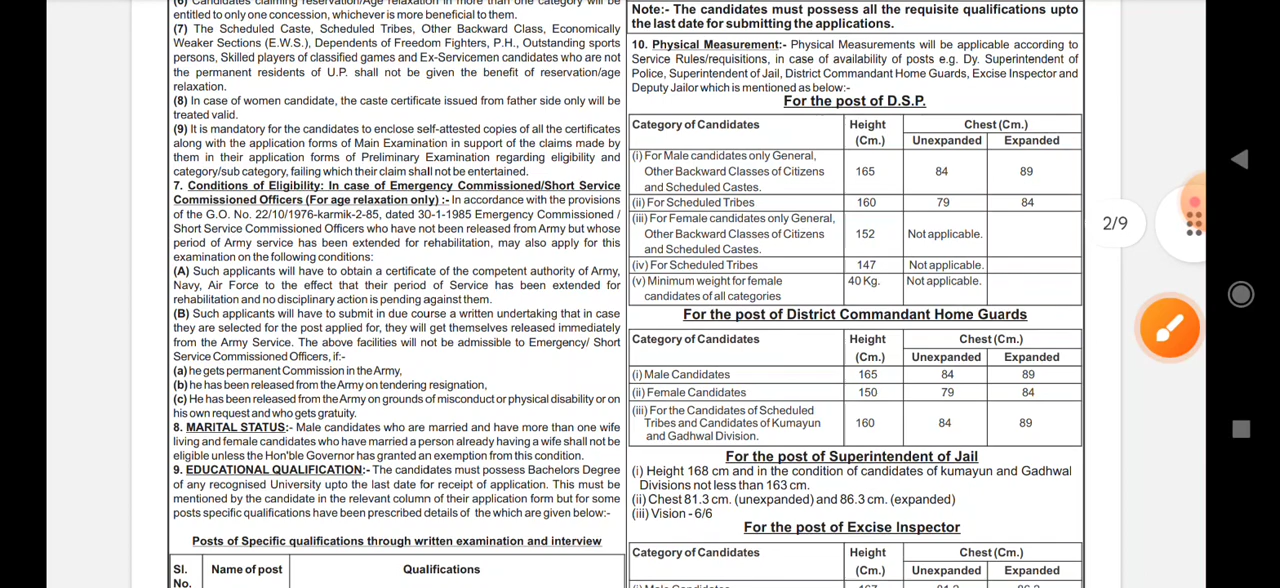 (6) Candidates claiming reservation/Age relaxation in more than one category will be
entitled to only one concession, whichever is more beneficial to them.
(7) The Scheduled Caste, Scheduled Tribes, Other Backward Class, Economically
Weaker Sections (E.W.S.), Dependents of Freedom Fighters, P.H., Outstanding sports
persons, Skilled players of classified games and Ex-Servicemen candidates who are not
the permanent residents of U.P. shall not be given the benefit of reservation/age
relaxation.
(8) In case of women candidate, the caste certificate issued from father side only will be
treated valid.
(9) It is mandatory for the candidates to enclose self-attested copies of all the certificates
along with the application forms of Main Examination in support of the claims made by
them in their application forms of Preliminary Examination regarding eligibility and
category/sub category, failing which their claim shall not be entertained.
7. Conditions of Eligibility: In case of Emergency Commissioned/Short Service
Commissioned Officers (For age relaxation only) :- In accordance with the provisions
of the G.O. No. 22/10/1976-karmik-2-85, dated 30-1-1985 Emergency Commissioned /
Short Service Commissioned Officers who have not been released from Army but whose
period of Army service has been extended for rehabilitation, may also apply for this
examination on the following conditions:
(A) Such applicants will have to obtain a certificate of the competent authority of Army,
Navy, Air Force to the effect that their period of Service has been extended for
rehabilitation and no disciplinary action is pending against them.
(B) Such applicants will have to submit in due course a written undertaking that in case
they are selected for the post applied for, they will get themselves released immediately
from the Army Service. The above facilities will not be admissible to Emergency/ Short
Service Commissioned Officers, if:-
(a) he gets permanent Commission in the Army,
(b) he has been released from the Army on tendering resignation,
(c) He has been released from the Army on grounds of misconduct or physical disability or on
his own request and who gets gratuity.
8. MARITAL STATUS:- Male candidates who are married and have more than one wife
living and female candidates who have married a person already having a wife shall not be
eligible unless the Hon'ble Governor has granted an exemption from this condition.
9. EDUCATIONAL QUALIFICATION:- The candidates must possess Bachelors Degree
of any recognised University upto the last date for receipt of application. This must be
mentioned by the candidate in the relevant column of their application form but for some
posts specific qualifications have been prescribed details of the which are given below:-
Posts of Specific qualifications through written examination and interview
Sl. No. Name of post Qualifications
Note:- The candidates must possess all the requisite qualifications upto
the last date for submitting the applications.
10. Physical Measurement:- Physical Measurements will be applicable according to
Service Rules/requisitions, in case of availability of posts e.g. Dy. Superintendent of
Police, Superintendent of Jail, District Commandant Home Guards, Excise Inspector and
Deputy Jailor which is mentioned as below:-
For the post of D.S.P.
Category of Candidates Height (Cm.) Chest (Cm.)
Unexpanded Expanded
(i) For Male candidates only General,
Other Backward Classes of Citizens 165 84 89
and Scheduled Castes.
(ii) For Scheduled Tribes 160 79 84
(iii) For Female candidates only General,
Other Backward Classes of Citizens 152 Not applicable.
and Scheduled Castes.
(iv) For Scheduled Tribes 147 Not applicable.
(v) Minimum weight for female 40 Kg. Not applicable.
candidates of all categories
For the post of District Commandant Home Guards
Category of Candidates Height (Cm.) Chest (Cm.)
Unexpanded Expanded
(i) Male Candidates 165 84 89
(ii) Female Candidates 150 79 84
(iii) For the Candidates of Scheduled
Tribes and Candidates of Kumayun 160 84 89
and Gadhwal Division.
For the post of Superintendent of Jail
(i) Height 168 cm and in the condition of candidates of kumayun and Gadhwal
Divisions not less than 163 cm.
(ii) Chest 81.3 cm. (unexpanded) and 86.3 cm. (expanded)
(iii) Vision - 6/6
For the post of Excise Inspector
Category of Candidates Height (Cm.) Chest (Cm.)
Unexpanded Expanded
2/9